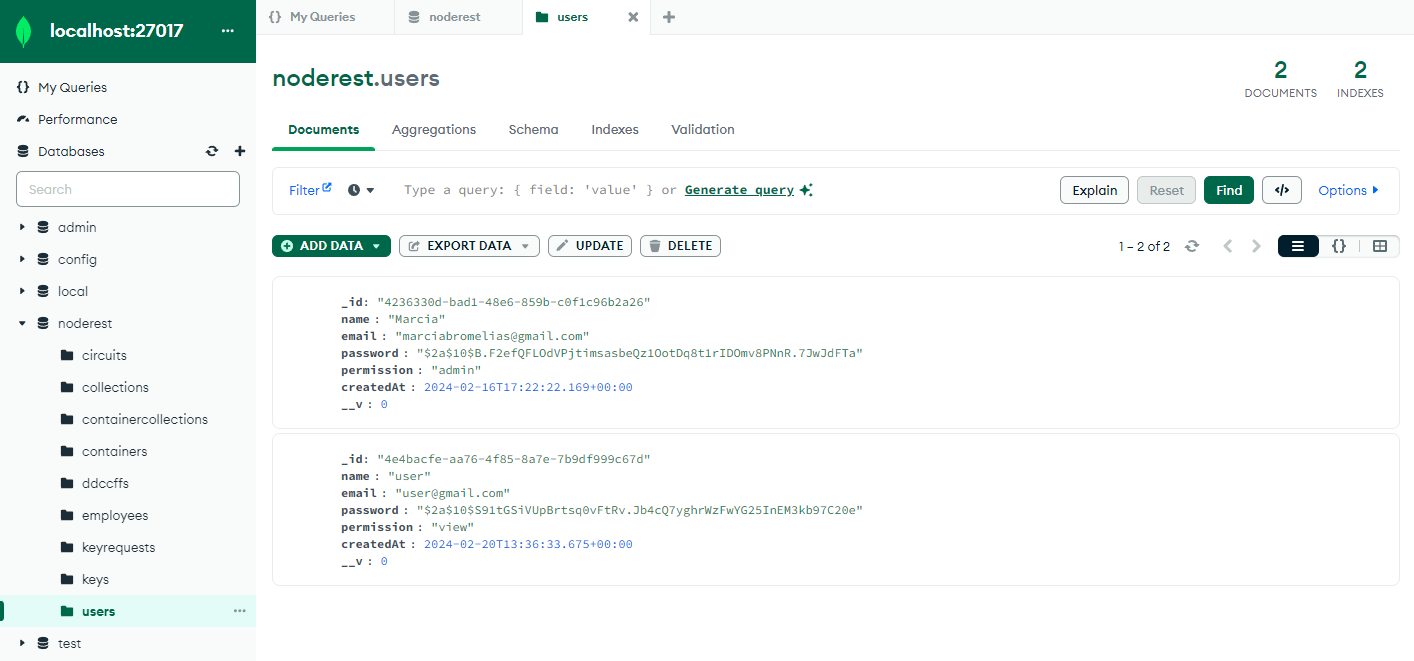 localhost:27017
My Queries
Performance
Databases
Search
admin
config
local
noderest
circuits
collections
containercollections
containers
ddccffs
employees
keyrequests
keys
users
test
{} My Queries
noderest
users
noderest.users
2
DOCUMENTS
2
INDEXES
Documents Aggregations Schema Indexes Validation
Filter Type a query: { field: 'value' } or Generate query Explain Reset Find </> Options
ADD DATA EXPORT DATA UPDATE DELETE 1 – 2 of 2 {}
_id: "4236330d-bad1-48e6-859b-c0f1c96b2a26"
name : "Marcia"
email : "marciabromelias@gmail.com"
password : "$2a$10$B.F2efQFLOdVPjtimsasbeQz1OotDq8t1rIDOmv8PNnR.7JwJdFTa"
permission : "admin"
createdAt : 2024-02-16T17:22:22.169+00:00
__v : 0
_id: "4e4bacfe-aa76-4f85-8a7e-7b9df999c67d"
name : "user"
email : "user@gmail.com"
password : "$2a$10$S91tGSiVUpBrtsq0vFtRv.Jb4cQ7yghrWzFwYG25InEM3kb97C20e"
permission : "view"
createdAt : 2024-02-20T13:36:33.675+00:00
__v : 0